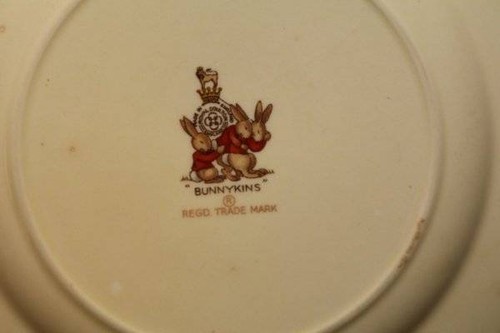 "BUNNYKINS"
®
REGD. TRADE MARK